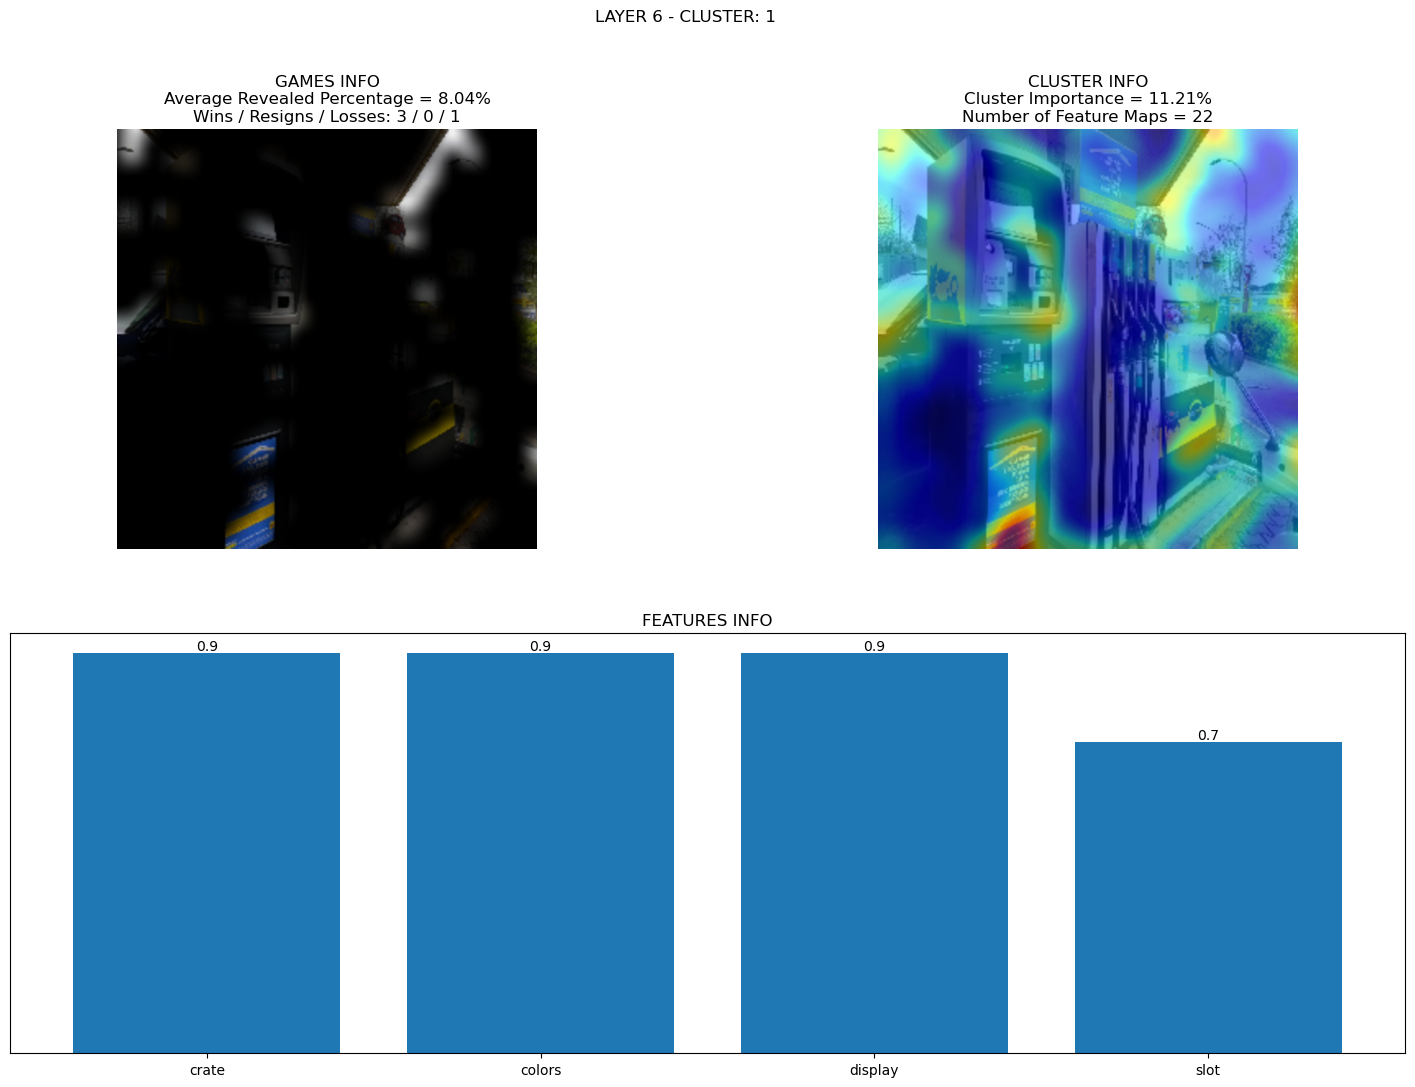 LAYER 6 - CLUSTER: 1
GAMES INFO
Average Revealed Percentage = 8.04%
Wins / Resigns / Losses: 3 / 0 / 1
CLUSTER INFO
Cluster Importance = 11.21%
Number of Feature Maps = 22
FEATURES INFO
0.9
0.9
0.9
0.7
crate
colors
display
slot